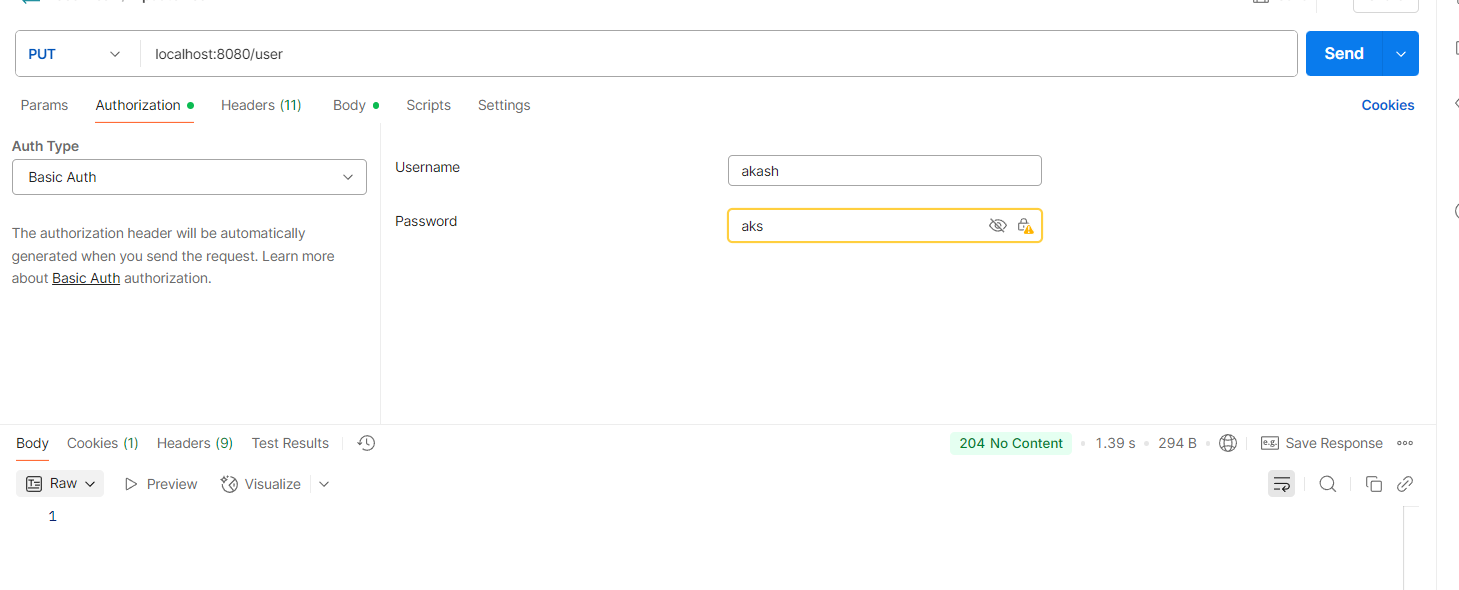 PUT localhost:8080/user Send
Params Authorization Headers (11) Body Scripts Settings Cookies
Auth Type
Basic Auth
The authorization header will be automatically
generated when you send the request. Learn more
about Basic Auth authorization.
Username akash
Password aks
Body Cookies (1) Headers (9) Test Results 204 No Content 1.39 s 294 B e.g. Save Response
Raw Preview Visualize
1